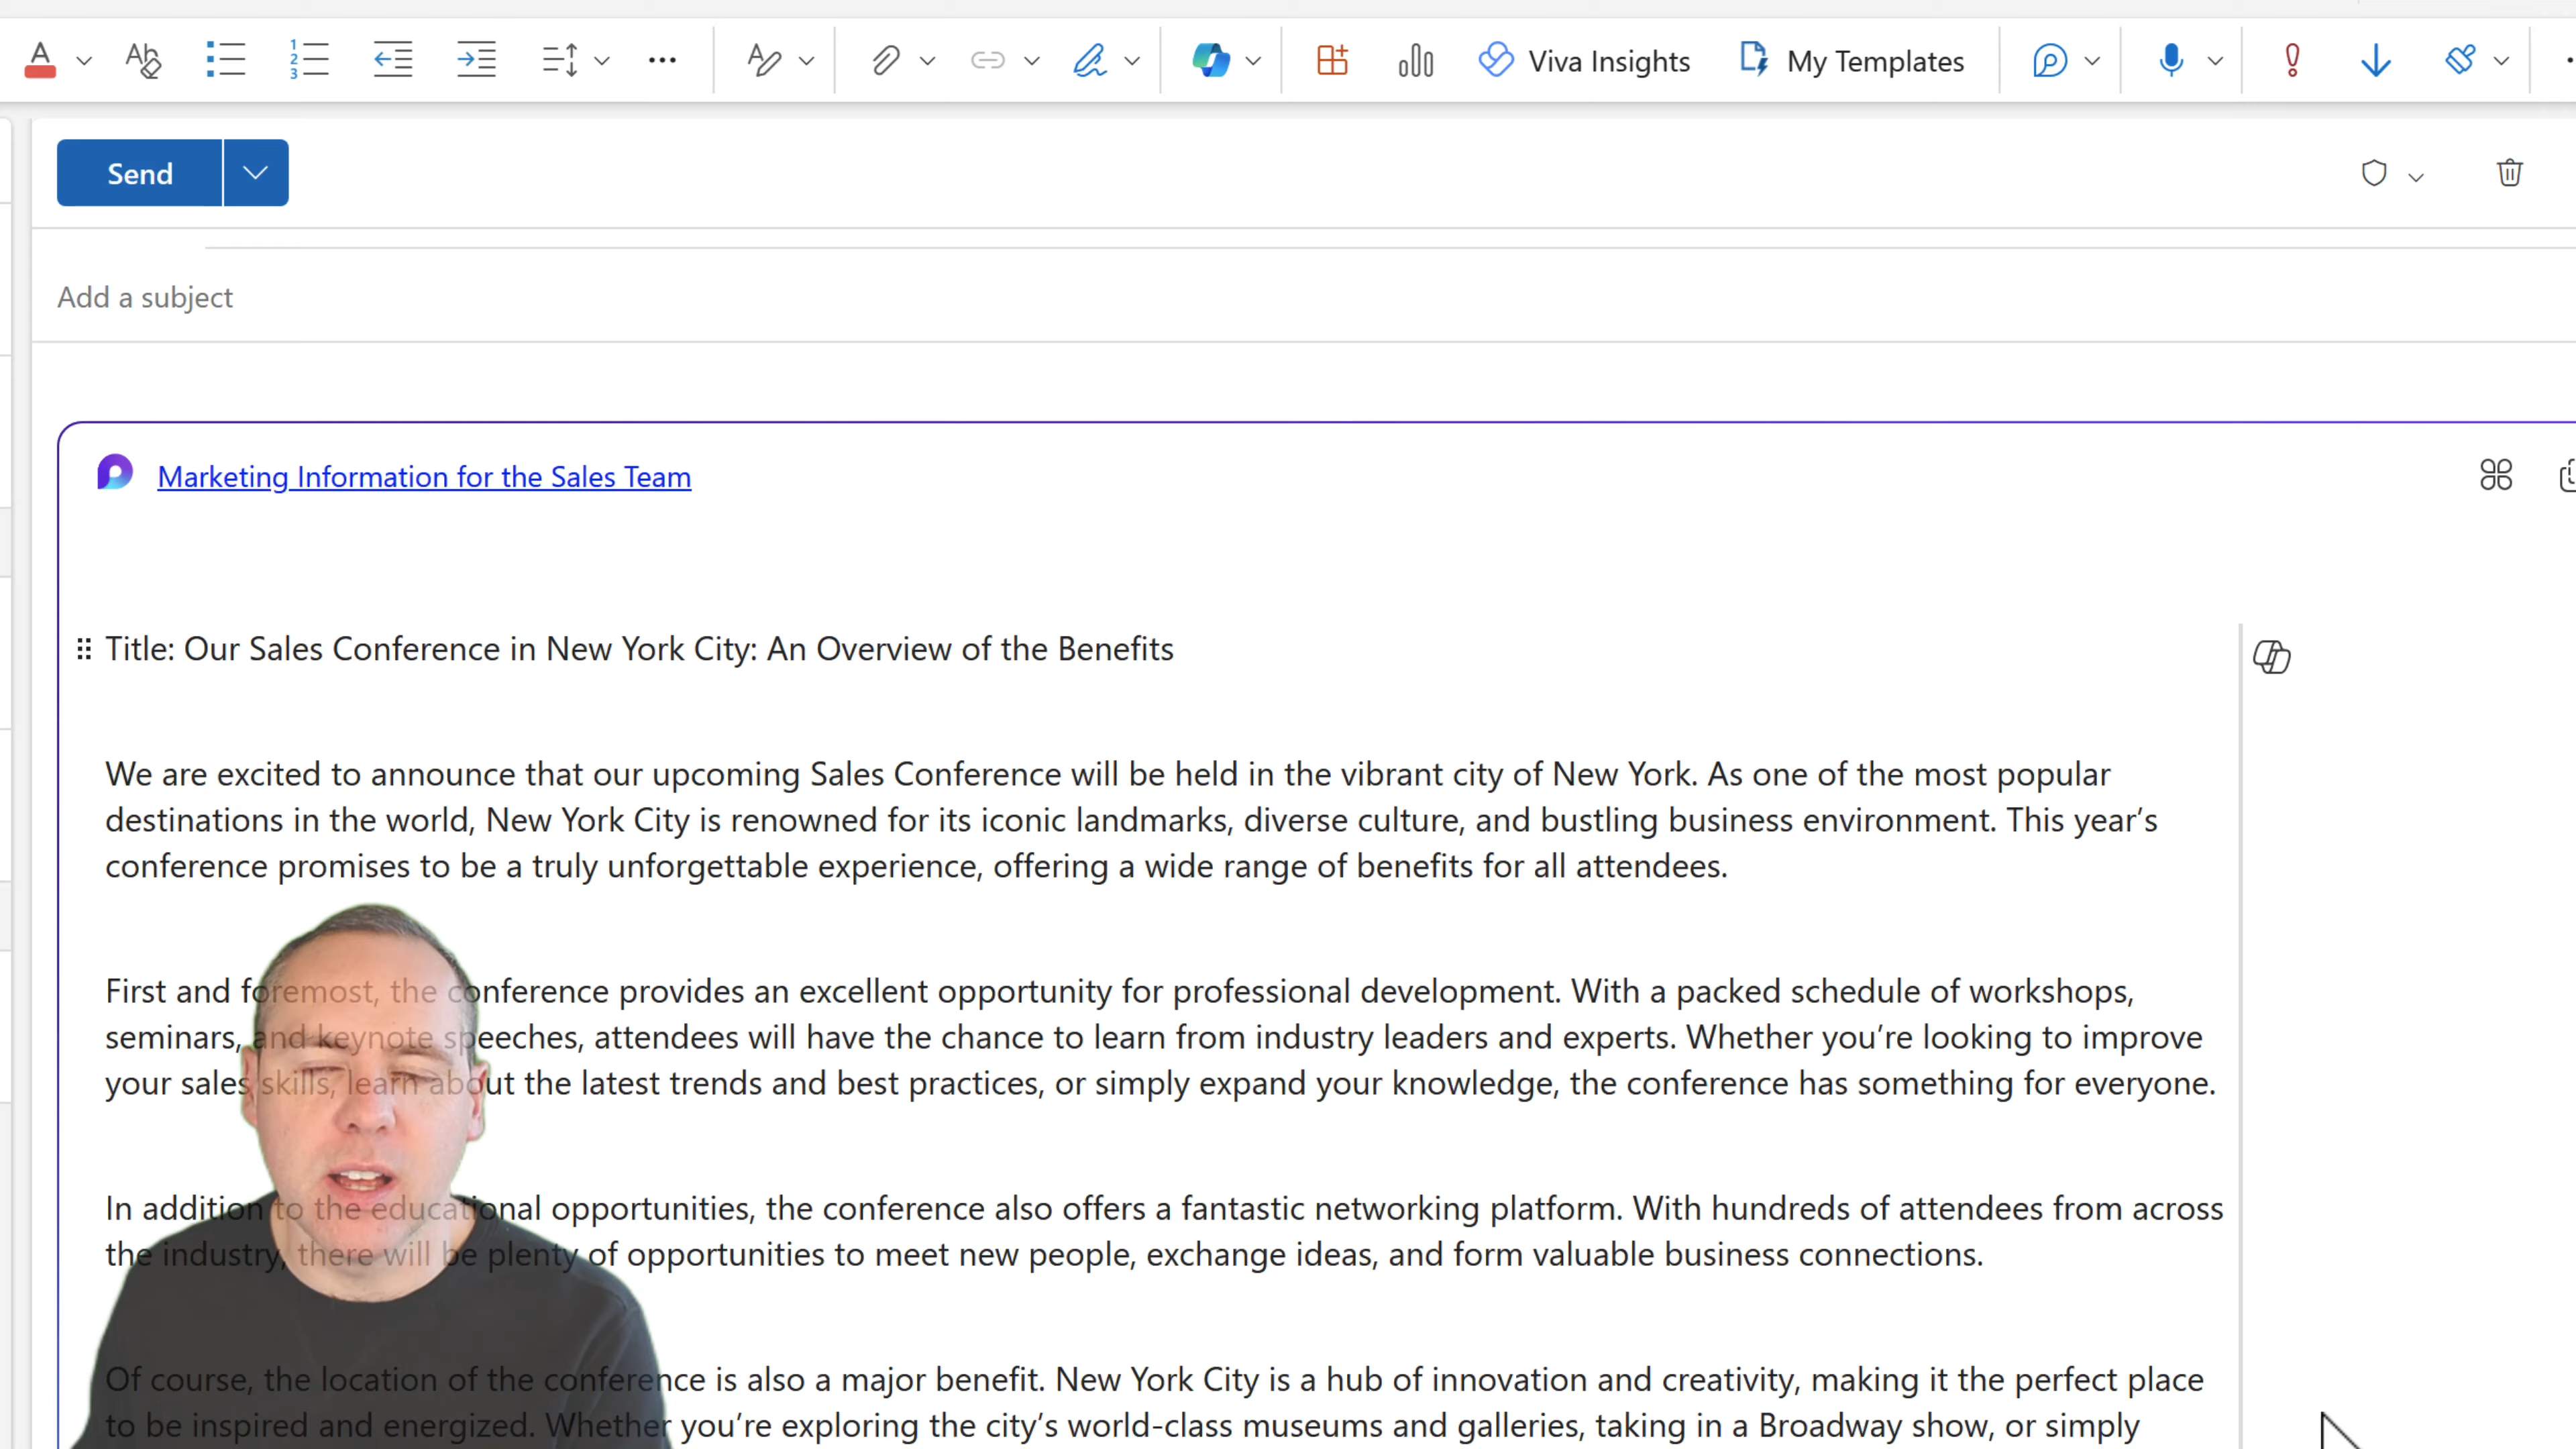 Viva Insights
My Templates
Send
Add a subject
Marketing Information for the Sales Team
Title: Our Sales Conference in New York City: An Overview of the Benefits
We are excited to announce that our upcoming Sales Conference will be held in the vibrant city of New York. As one of the most popular
destinations in the world, New York City is renowned for its iconic landmarks, diverse culture, and bustling business environment. This year’s
conference promises to be a truly unforgettable experience, offering a wide range of benefits for all attendees.
First and foremost, the conference provides an excellent opportunity for professional development. With a packed schedule of workshops,
seminars, and keynote speeches, attendees will have the chance to learn from industry leaders and experts. Whether you’re looking to improve
your sales skills, learn about the latest trends and best practices, or simply expand your knowledge, the conference has something for everyone.
In addition to the educational opportunities, the conference also offers a fantastic networking platform. With hundreds of attendees from across
the industry, there will be plenty of opportunities to meet new people, exchange ideas, and form valuable business connections.
Of course, the location of the conference is also a major benefit. New York City is a hub of innovation and creativity, making it the perfect place
to be inspired and energized. Whether you’re exploring the city’s world-class museums and galleries, taking in a Broadway show, or simply